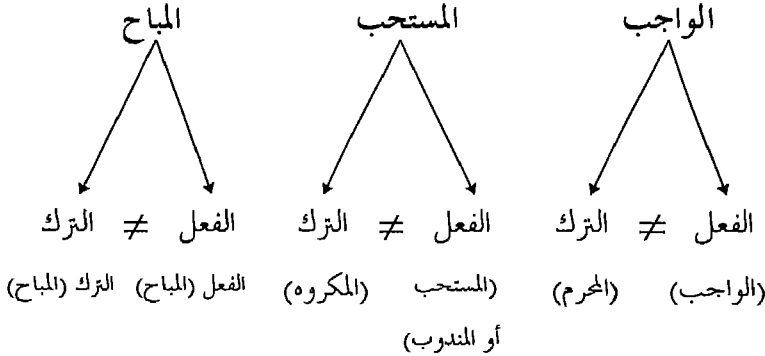 الواجب المستحب المباح
الفعل ≠ الترك الفعل ≠ الترك الفعل ≠ الترك
(الواجب) (المحرم) (المستحب (المكروه) الفعل (المباح) الترك (المباح)
أو المندوب)